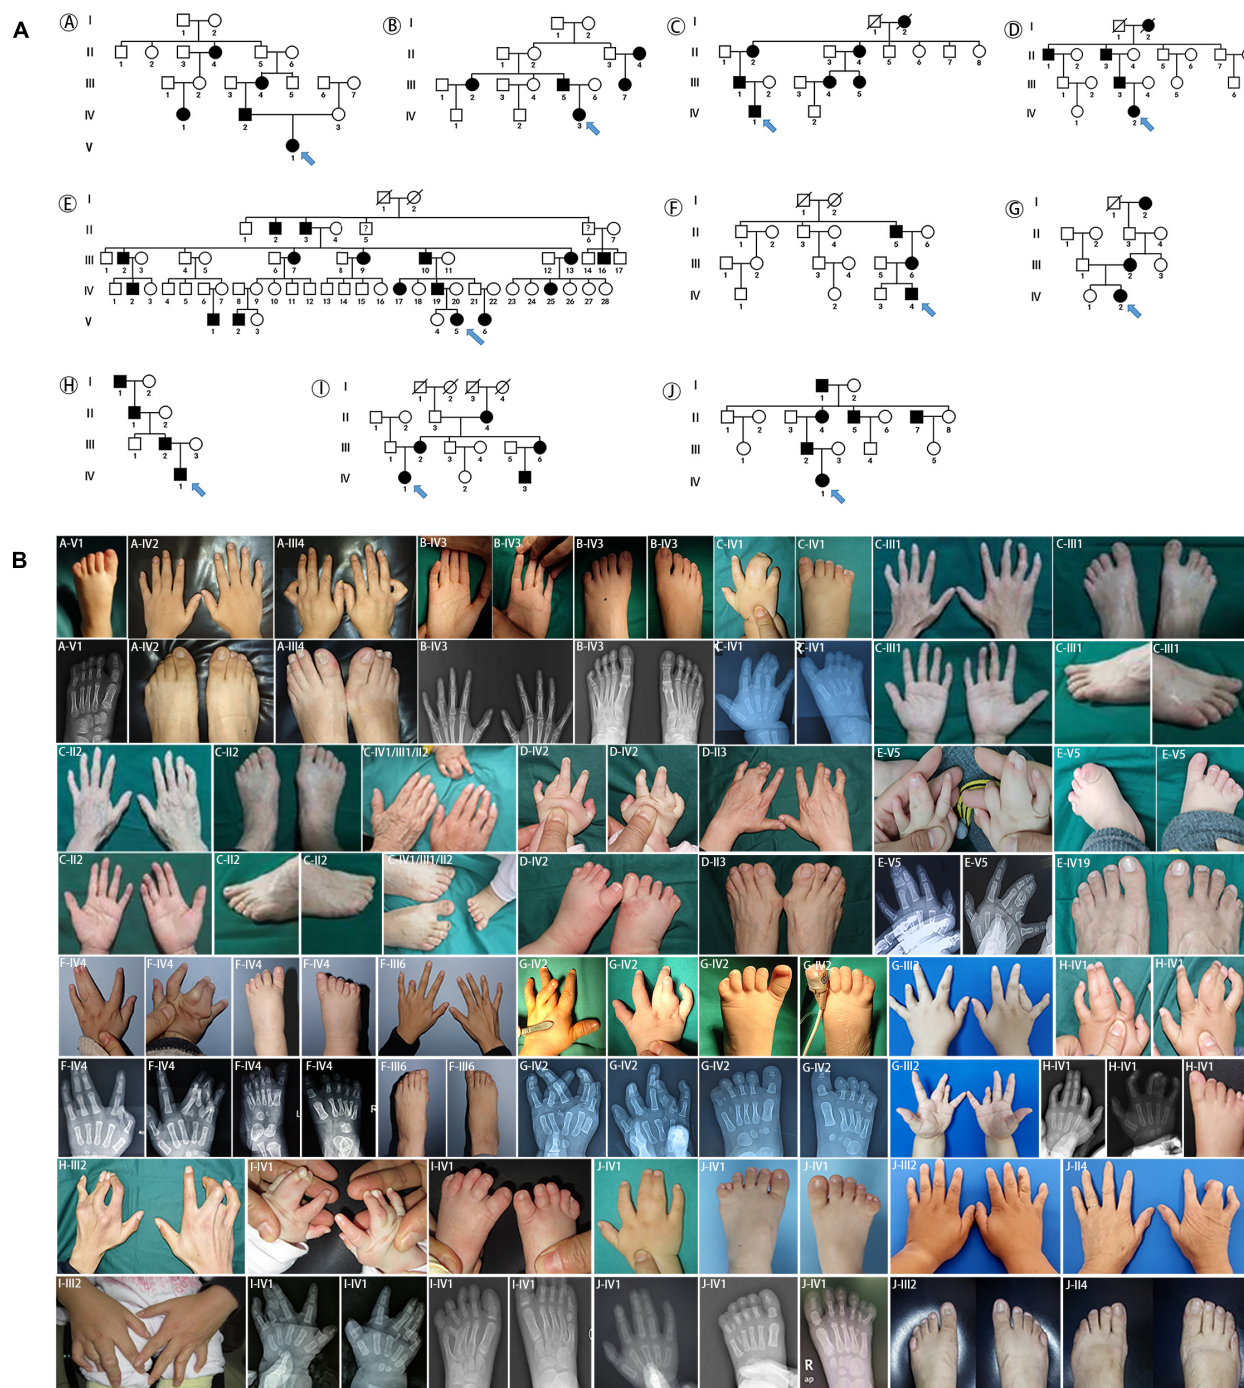 A
A I
1 2
II
1 2 3 4 5 6
III
1 2 3 4 5 6 7
IV
1 2 3
V
1
B I
1 2
II
1 2 3 4
III
1 2 3 4 5 6 7
IV
1 2 3
C I
1 2
II
1 2 3 4 5 6 7 8
III
1 2 3 4 5
IV
1 2
D I
1 2
II
1 2 3 4 5 6 7
III
1 2 3 4 5 6
IV
1 2
E I
1 2
II
1 2 3 4 ? 5 ? 6 7
III
1 2 3 4 5 6 7 8 9 10 11 12 13 14 16 17
IV
1 2 3 4 5 6 7 8 9 10 11 12 13 14 15 16 17 18 19 20 21 22 23 24 25 26 27 28
V
1 2 3 4 5 6
F I
1 2
II
1 2 3 4 5 6
III
1 2 3 4 5 6
IV
1 2 3 4
G I
1 2
II
1 2 3 4
III
1 2 3
IV
1 2
H I
1 2
II
1 2
III
1 2 3
IV
1
I I
1 2 3 4
II
1 2 3 4
III
1 2 3 4 5 6
IV
1 2 3
J I
1 2
II
1 2 3 4 5 6 7 8
III
1 2 3 4 5
IV
1
B
A-V1 A-IV2 A-III4 B-IV3 B-IV3 B-IV3 B-IV3 C-IV1 C-IV1 C-III1 C-III1
A-V1 A-IV2 A-III4 B-IV3 B-IV3 C-IV1 C-IV1 C-III1 C-III1 C-III1
C-II2 C-II2 C-IV1/III1/II2 D-IV2 D-IV2 D-II3 E-V5 E-V5 E-V5
C-II2 C-II2 C-II2 C-IV1/III1/II2 D-IV2 D-II3 E-V5 E-V5 E-IV19
F-IV4 F-IV4 F-IV4 F-IV4 F-III6 G-IV2 G-IV2 G-IV2 G-IV2 G-III2 H-IV1 H-IV1
F-IV4 F-IV4 F-IV4 F-IV4 F-III6 F-III6 G-IV2 G-IV2 G-IV2 G-IV2 G-III2 H-IV1 H-IV1 H-IV1
L R
H-III2 I-IV1 I-IV1 J-IV1 J-IV1 J-IV1 J-III2 J-II4
I-III2 I-IV1 I-IV1 I-IV1 I-IV1 J-IV1 J-IV1 J-IV1 J-III2 J-II4
R
ap